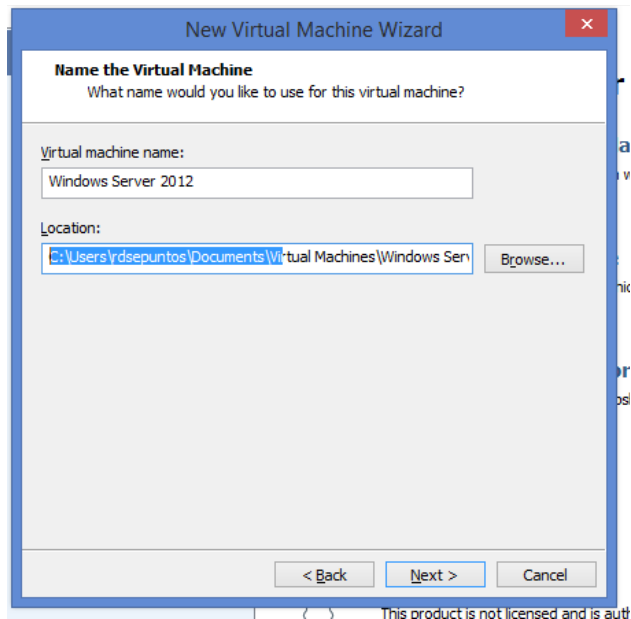 New Virtual Machine Wizard
Name the Virtual Machine
What name would you like to use for this virtual machine?
Virtual machine name:
Windows Server 2012
Location:
C:\Users\rdsepuntos\Documents\Virtual Machines\Windows Serv
Browse...
< Back
Next >
Cancel
This product is not licensed and is auth